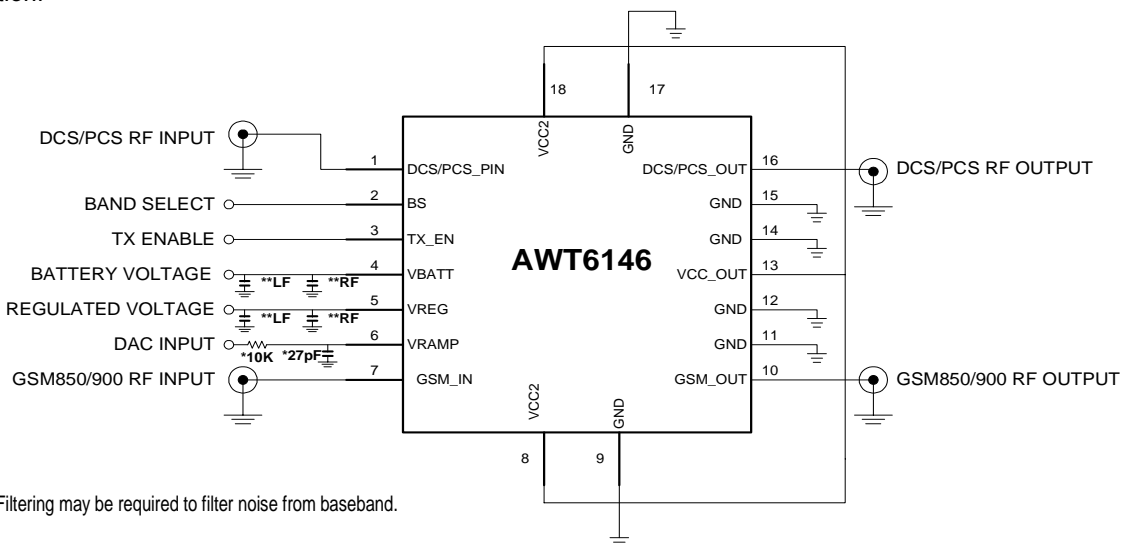 18
17
VCC2
GND
DCS/PCS RF INPUT
1
DCS/PCS_PIN
DCS/PCS_OUT
16
DCS/PCS RF OUTPUT
BAND SELECT
2
BS
GND
15
TX ENABLE
3
TX_EN
GND
14
AWT6146
BATTERY VOLTAGE
**LF
**RF
4
VBATT
VCC_OUT
13
REGULATED VOLTAGE
**LF
**RF
5
VREG
GND
12
DAC INPUT
*10K
*27pF
6
VRAMP
GND
11
GSM850/900 RF INPUT
7
GSM_IN
GSM_OUT
10
GSM850/900 RF OUTPUT
VCC2
GND
8
9
Filtering may be required to filter noise from baseband.